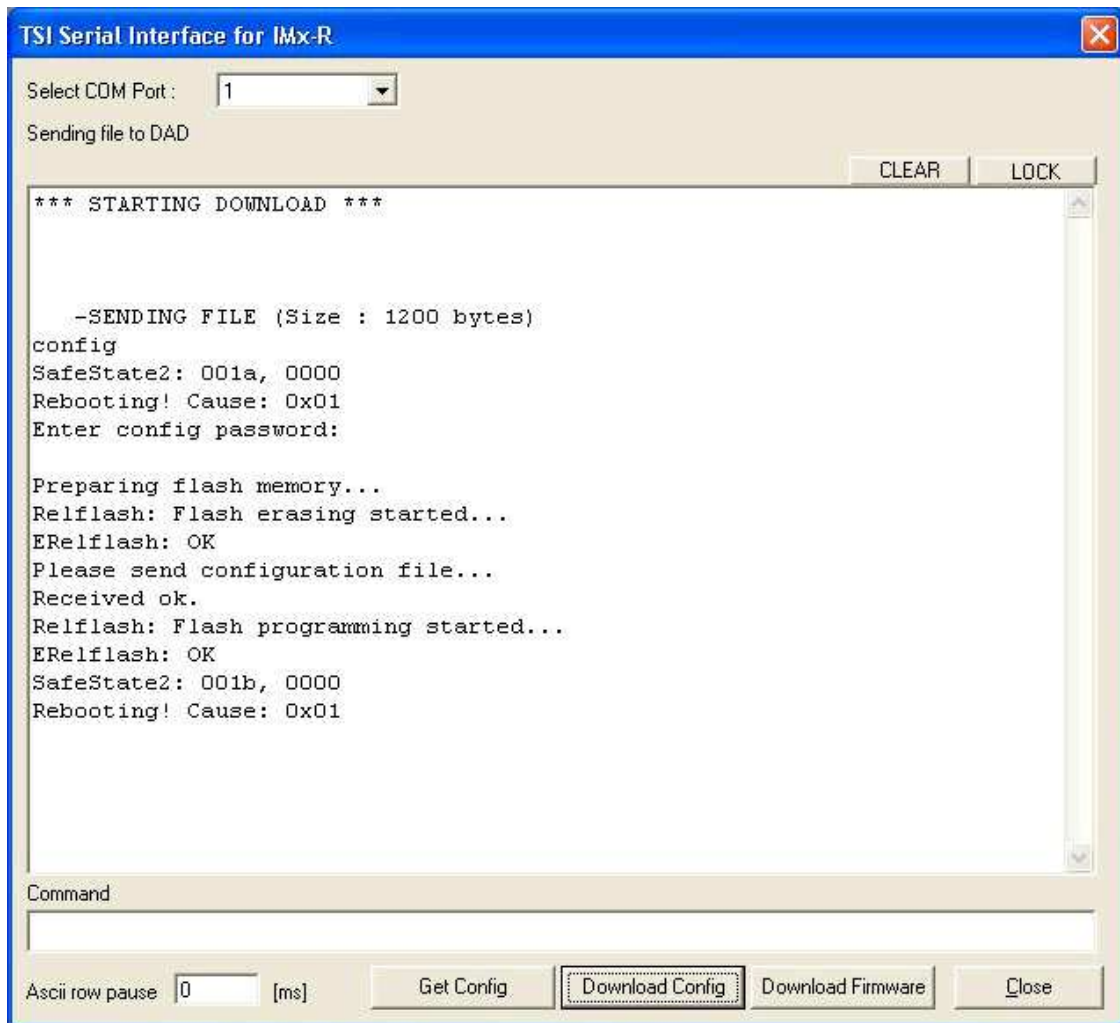 TSI Serial Interface for IMx-R
Select COM Port : 1
Sending file to DAD
CLEAR LOCK
*** STARTING DOWNLOAD ***
-SENDING FILE (Size : 1200 bytes)
config
SafeState2: 001a, 0000
Rebooting! Cause: 0x01
Enter config password:
Preparing flash memory...
Relflash: Flash erasing started...
ERelflash: OK
Please send configuration file...
Received ok.
Relflash: Flash programming started...
ERelflash: OK
SafeState2: 001b, 0000
Rebooting! Cause: 0x01
Command
Ascii row pause 0 [ms] Get Config Download Config Download Firmware Close